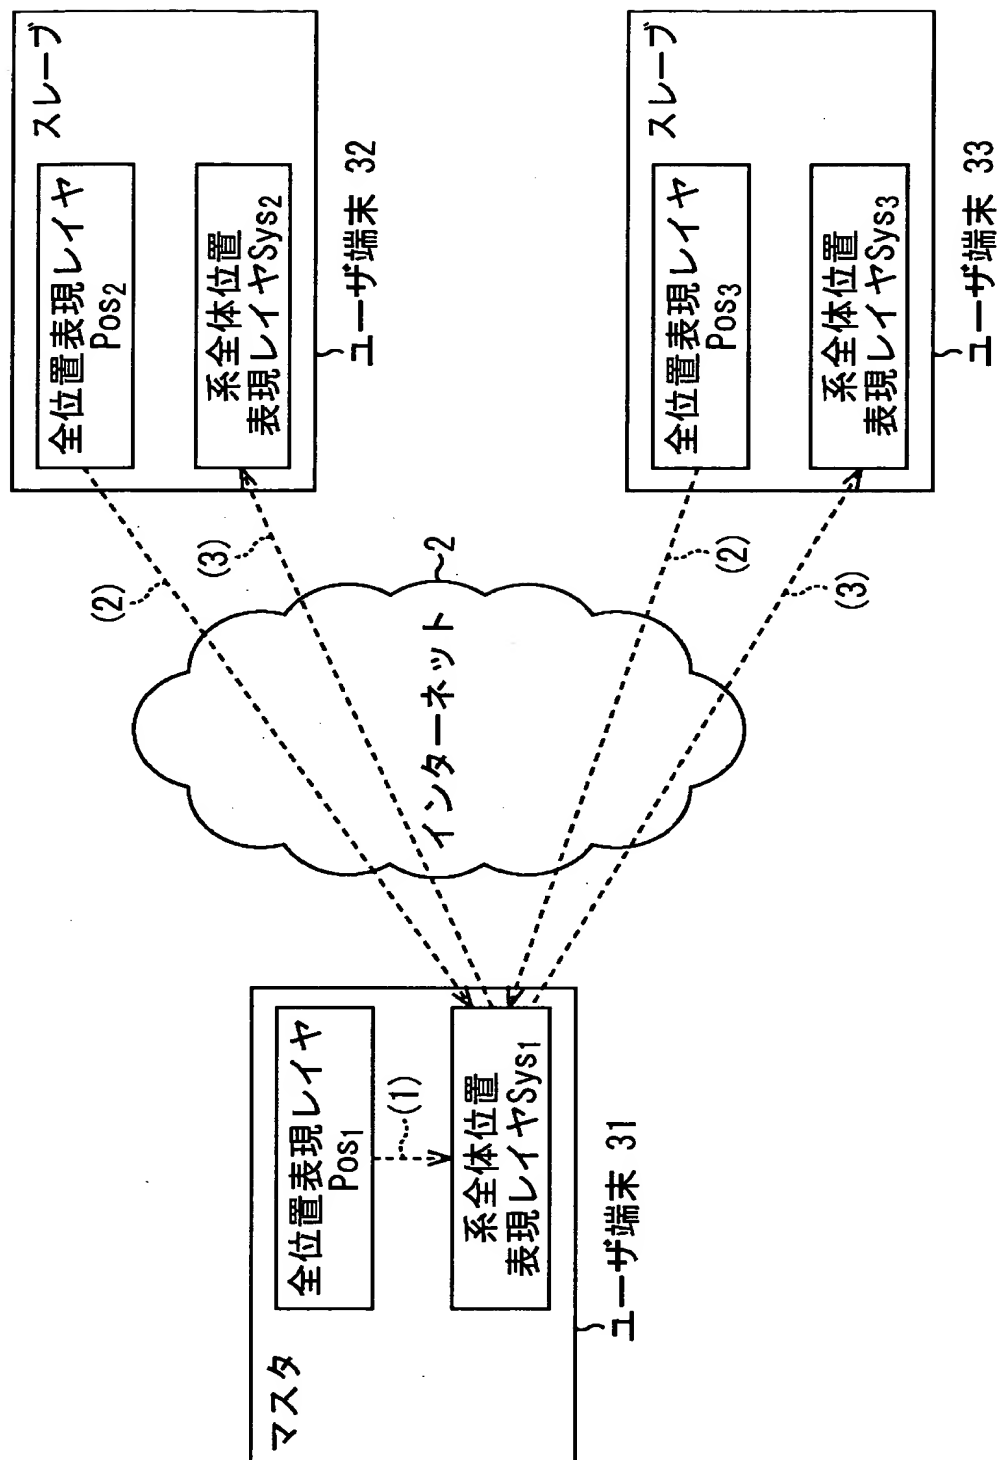 マスタ
全位置表現レイヤ
Pos1
(1)
系全体位置
表現レイヤSys1
ユーザ端末 31
インターネット
2
(2)
(3)
(2)
(3)
スレーブ
全位置表現レイヤ
Pos2
系全体位置
表現レイヤSys2
ユーザ端末 32
スレーブ
全位置表現レイヤ
Pos3
系全体位置
表現レイヤSys3
ユーザ端末 33